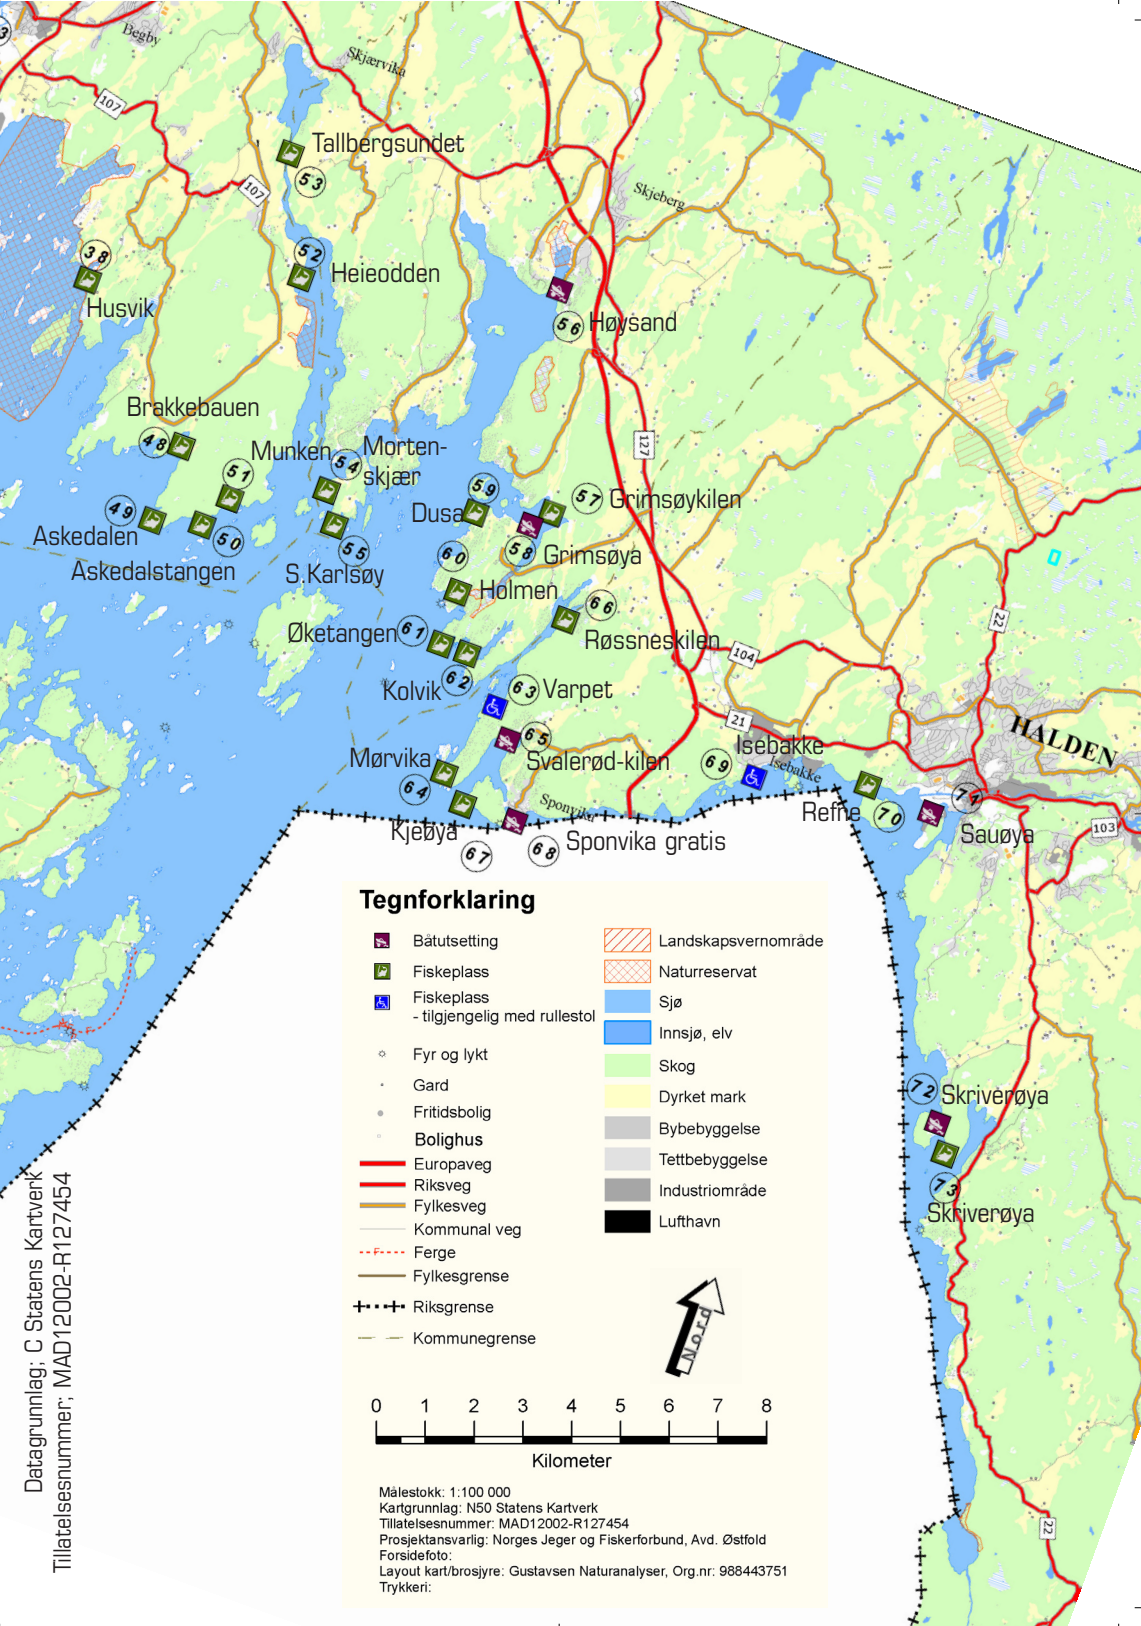 3
Begby
Skjærvika
107
Tallbergsundet
53
107
Skjeberg
38
Husvik
52
Heieodden
56
Høysand
Brakkebauen
48
51
Munken
54
Morten-
skjær
127
49
Askedalen
50
Askedalstangen
55
S.Karlsøy
59
Dusa
57
Grimsøykilen
58
Grimsøya
60
Holmen
66
Røssneskilen
Øketangen
61
Kolvik
62
63
Varpet
104
22
21
HALDEN
65
Svalerød-kilen
Mørvika
64
69
Isebakke
Isebakke
Refne
70
71
Sauøya
103
Kjeøya
67
Sponvika
68
Sponvika gratis
Tegnforklaring
Båtutsetting
Fiskeplass
Fiskeplass
- tilgjengelig med rullestol
Fyr og lykt
Gard
Fritidsbolig
Bolighus
Europaveg
Riksveg
Fylkesveg
Kommunal veg
F
Ferge
Fylkesgrense
Riksgrense
Kommunegrense
Landskapsvernområde
Naturreservat
Sjø
Innsjø, elv
Skog
Dyrket mark
Bybebyggelse
Tettbebyggelse
Industriområde
Lufthavn
F
F
72
Skriverøya
73
Skriverøya
22
Nord
0 1 2 3 4 5 6 7 8
Kilometer
Målestokk: 1:100 000
Kartgrunnlag: N50 Statens Kartverk
Tillatelsesnummer: MAD12002-R127454
Prosjektansvarlig: Norges Jeger og Fiskerforbund, Avd. Østfold
Forsidefoto:
Layout kart/brosjyre: Gustavsen Naturanalyser, Org.nr: 988443751
Trykkeri:
Datagrunnlag; C Statens Kartverk
Tillatelsesnummer; MAD12002-R127454